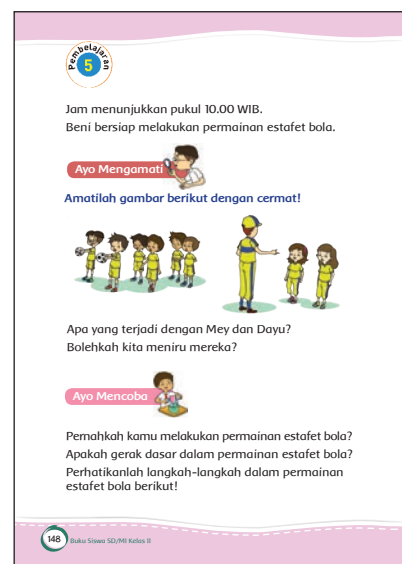 Pembelajaran
5
Jam menunjukkan pukul 10.00 WIB.
Beni bersiap melakukan permainan estafet bola.
Ayo Mengamati
Amatilah gambar berikut dengan cermat!
Apa yang terjadi dengan Mey dan Dayu?
Bolehkah kita meniru mereka?
Ayo Mencoba
Pernahkah kamu melakukan permainan estafet bola?
Apakah gerak dasar dalam permainan estafet bola?
Perhatikanlah langkah-langkah dalam permainan
estafet bola berikut!
148
Buku Siswa SD/MI Kelas II